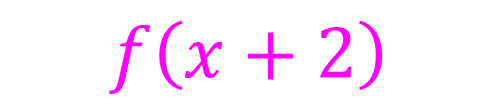 f(x + 2)